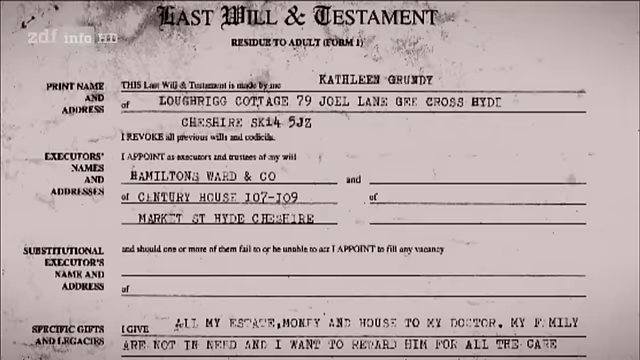 zdf info HD
LAST WILL & TESTAMENT
RESIDUE TO ADULT (FORM 1)
PRINT NAME AND ADDRESS
THIS Last Will & Testament is made by me KATHLEEN GRUNDY
of LOUGHRIGG COTTAGE 79 JOEL LANE GEE CROSS HYDE
CHESHIRE SK14 5JZ
I REVOKE all previous wills and codicils.
EXECUTORS' NAMES AND ADDRESSES
I APPOINT as executors and trustees of my will
HAMILTONS WARD & CO and
of CENTURY HOUSE 107-109 of
MARKET ST HYDE CHESHIRE
SUBSTITUTIONAL EXECUTOR'S NAME AND ADDRESS
and should one or more of them fail to or be unable to act I APPOINT to fill any vacancy
of
SPECIFIC GIFTS AND LEGACIES
I GIVE ALL MY ESTATE,MONEY AND HOUSE TO MY DOCTOR. MY FAMILY
ARE NOT IN NEED AND I WANT TO REWARD HIM FOR ALL THE CARE